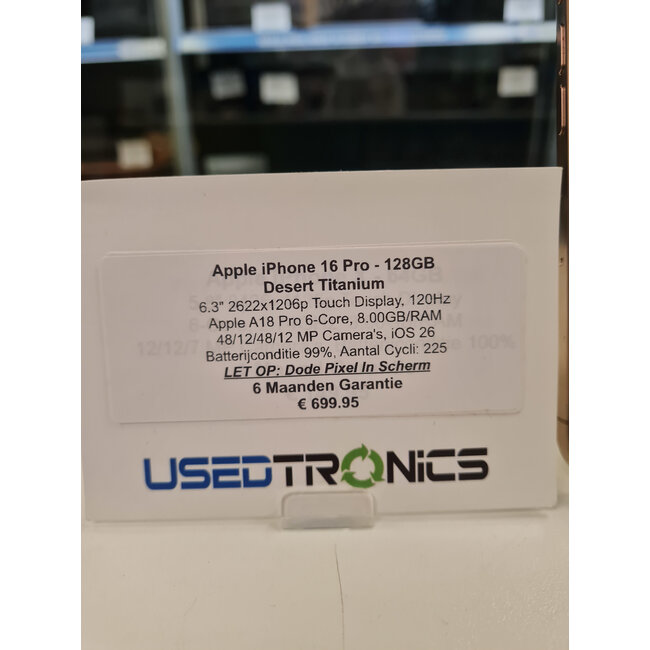 Apple iPhone 16 Pro - 128GB
Desert Titanium
6.3" 2622x1206p Touch Display, 120Hz
Apple A18 Pro 6-Core, 8.00GB/RAM
48/12/48/12 MP Camera's, iOS 26
Batterijconditie 99%, Aantal Cycli: 225
LET OP: Dode Pixel In Scherm
6 Maanden Garantie
€ 699.95
USEDTRONICS